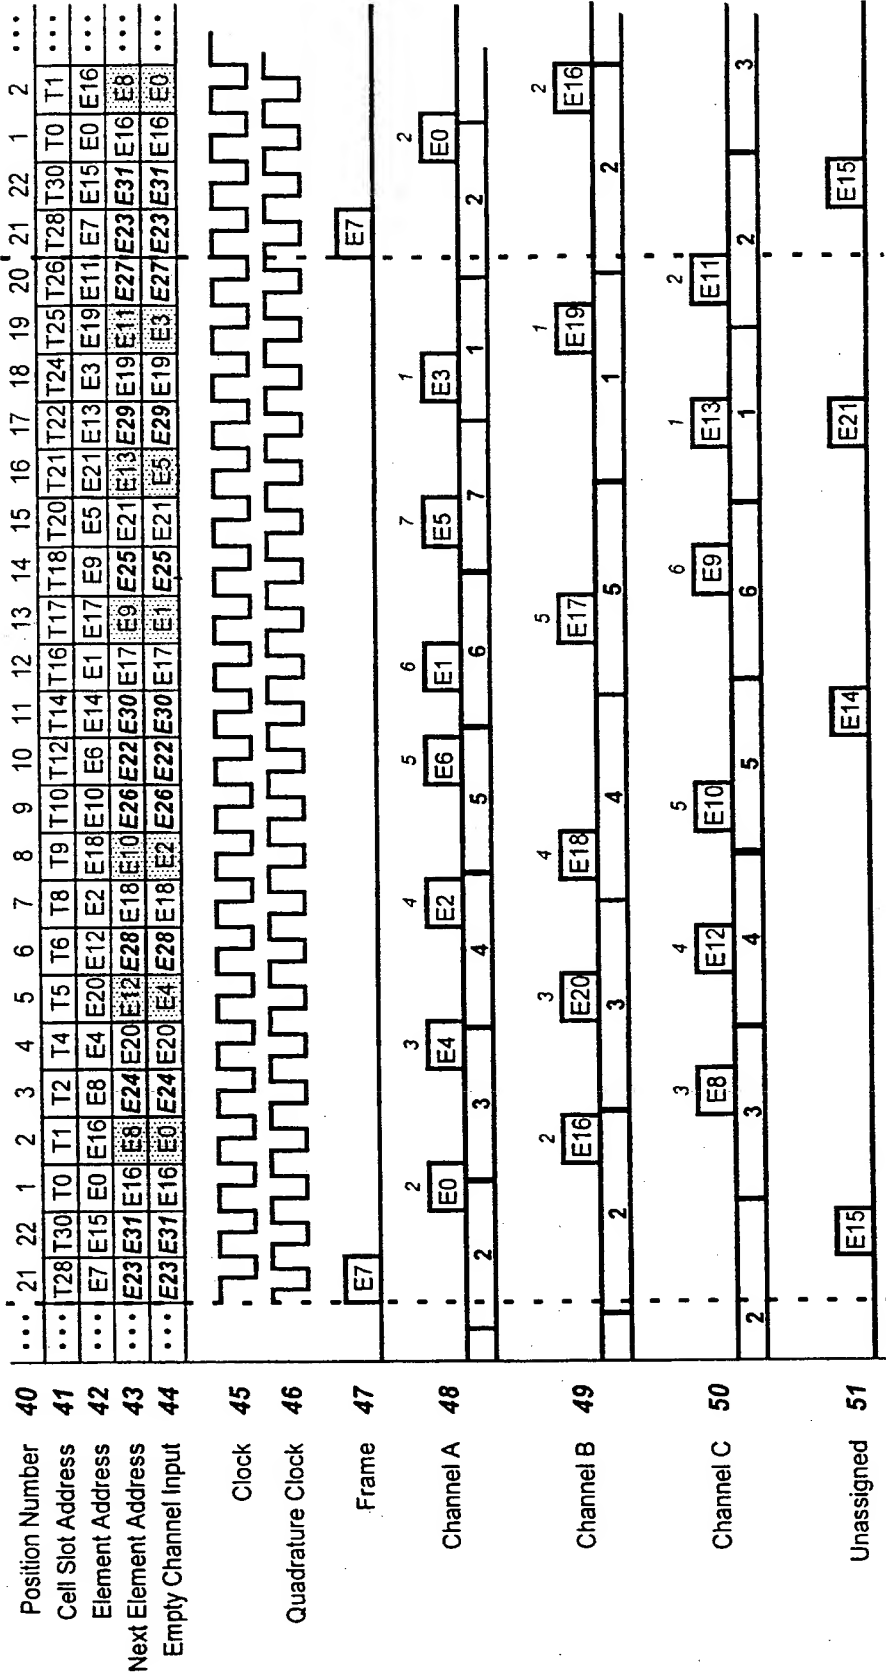 Position Number 40 ... 21 22 1 2 3 4 5 6 7 8 9 10 11 12 13 14 15 16 17 18 19 20 21 22 1 2 ...
Cell Slot Address 41 ... T28 T30 T0 T1 T2 T4 T5 T6 T8 T9 T10 T12 T14 T16 T17 T18 T20 T21 T22 T24 T25 T26 T28 T30 T0 T1 ...
Element Address 42 ... E7 E15 E0 E16 E8 E4 E20 E12 E2 E18 E10 E6 E14 E1 E17 E9 E5 E21 E13 E3 E19 E11 E7 E15 E0 E16 ...
Next Element Address 43 ... E23 E31 E16 E8 E24 E20 E12 E28 E18 E10 E26 E22 E30 E17 E9 E25 E21 E13 E29 E19 E11 E27 E23 E31 E16 E8 ...
Empty Channel Input 44 ... E23 E31 E16 E0 E24 E20 E4 E28 E18 E2 E26 E22 E30 E17 E1 E25 E21 E5 E29 E19 E3 E27 E23 E31 E16 E0 ...
Clock 45
Quadrature Clock 46
Frame 47 E7 E7
2 3 4 5 6 7 1 2
Channel A 48 E0 E4 E2 E6 E1 E5 E3 E0
2 3 4 5 6 7 1 2
2 3 4 5 1 2
Channel B 49 E16 E20 E18 E17 E19 E16
2 3 4 5 1 2
3 4 5 6 1 2
Channel C 50 E8 E12 E10 E9 E13 E11
2 3 4 5 6 1 2 3
Unassigned 51 E15 E14 E21 E15